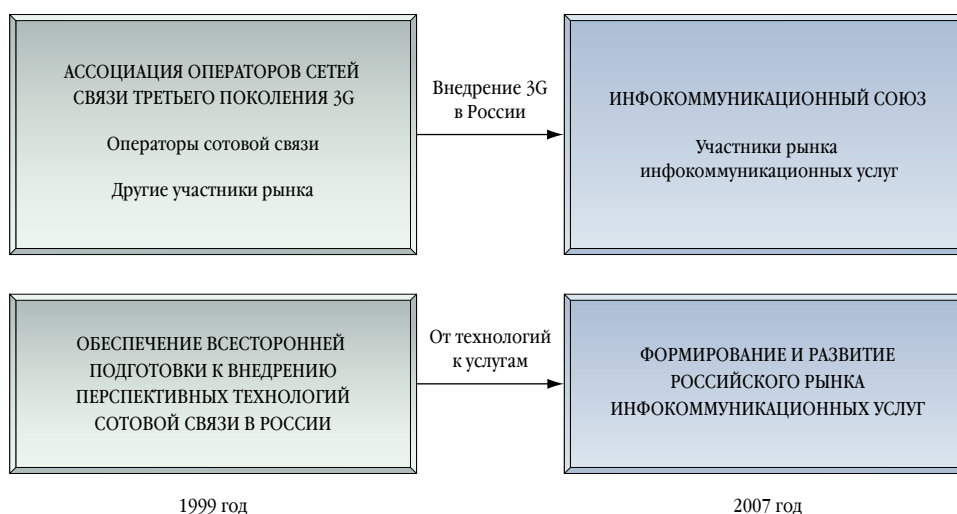 АССОЦИАЦИЯ ОПЕРАТОРОВ СЕТЕЙ
СВЯЗИ ТРЕТЬЕГО ПОКОЛЕНИЯ 3G
Операторы сотовой связи
Другие участники рынка
Внедрение 3G
в России
ИНФОКОММУНИКАЦИОННЫЙ СОЮЗ
Участники рынка
инфокоммуникационных услуг
ОБЕСПЕЧЕНИЕ ВСЕСТОРОННЕЙ
ПОДГОТОВКИ К ВНЕДРЕНИЮ
ПЕРСПЕКТИВНЫХ ТЕХНОЛОГИЙ
СОТОВОЙ СВЯЗИ В РОССИИ
От технологий
к услугам
ФОРМИРОВАНИЕ И РАЗВИТИЕ
РОССИЙСКОГО РЫНКА
ИНФОКОММУНИКАЦИОННЫХ УСЛУГ
1999 год
2007 год